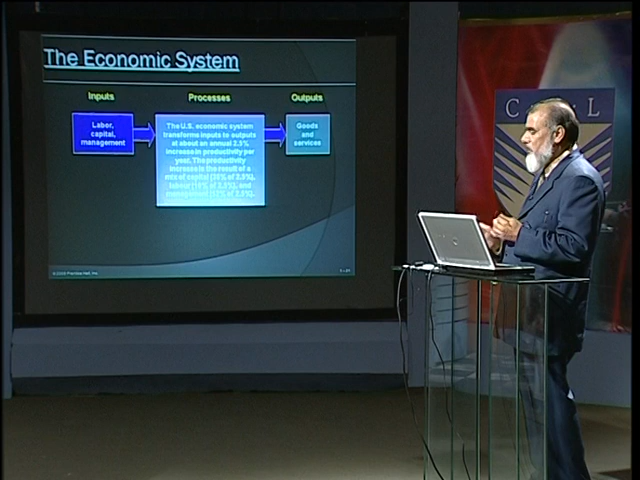 The Economic System
Inputs
Processes
Outputs
Labor,
capital,
management
The U.S. economic system
transforms inputs to outputs
at about an annual 2.5%
increase in productivity per
year. The productivity
increase is the result of a
mix of capital (38% of 2.5%),
labour (10% of 2.5%), and
management (52% of 2.5%).
Goods
and
services